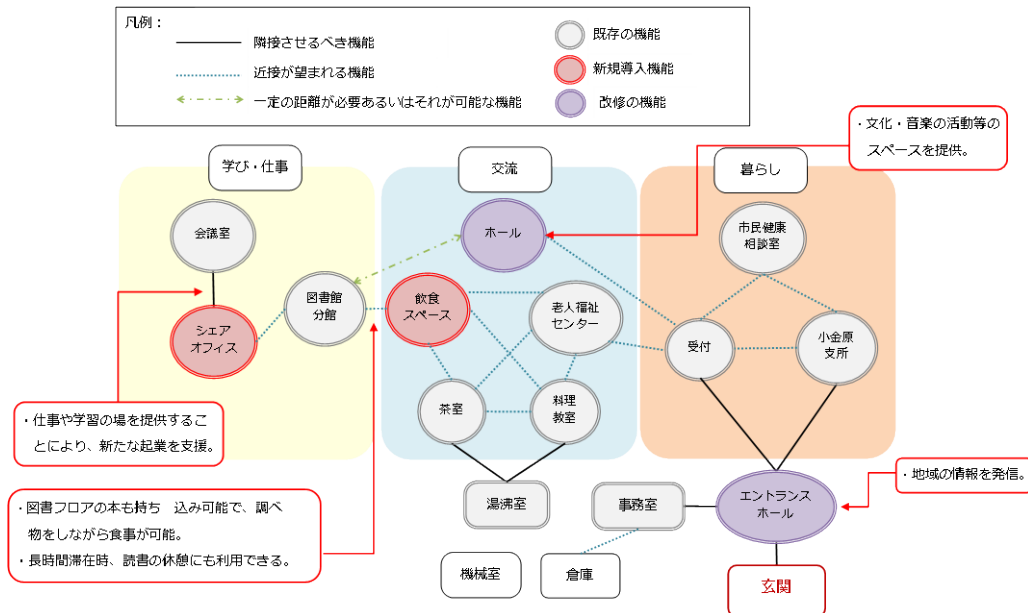 凡例：
隣接させるべき機能
近接が望まれる機能
一定の距離が必要あるいはそれが可能な機能
既存の機能
新規導入機能
改修の機能
・文化・音楽の活動等の
スペースを提供。
学び・仕事
交流
暮らし
会議室
ホール
市民健康
相談室
図書館
分館
飲食
スペース
老人福祉
センター
シェア
オフィス
受付
小金原
支所
茶室
料理
教室
・仕事や学習の場を提供するこ
とにより、新たな起業を支援。
・図書フロアの本も持ち　込み可能で、調べ
物をしながら食事が可能。
・長時間滞在時、読書の休憩にも利用できる。
・地域の情報を発信。
湯沸室
事務室
エントランス
ホール
機械室
倉庫
玄関